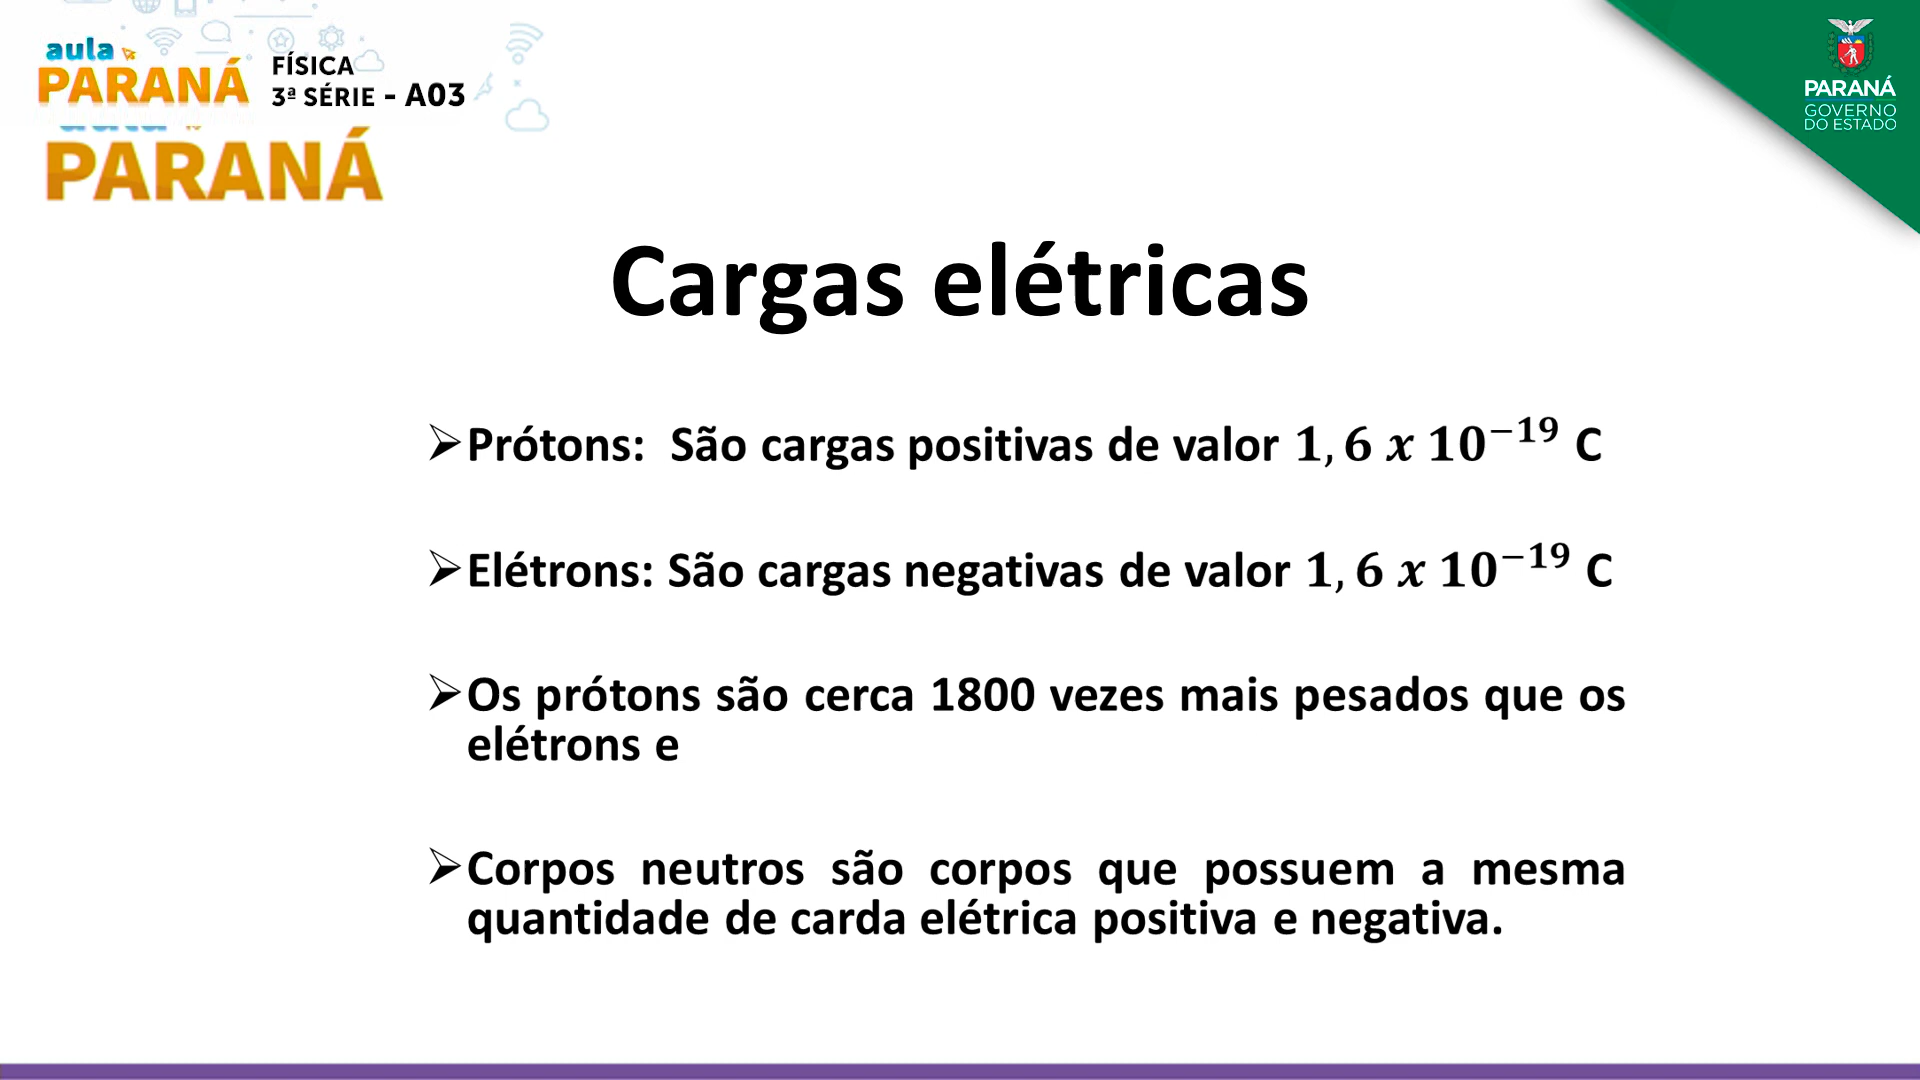 aula
PARANÁ
FÍSICA
3ª SÉRIE - A03
aula
PARANÁ
PARANÁ
GOVERNO
DO ESTADO
Cargas elétricas
➢Prótons:  São cargas positivas de valor 1,6 x 10⁻¹⁹ C
➢Elétrons: São cargas negativas de valor 1,6 x 10⁻¹⁹ C
➢Os prótons são cerca 1800 vezes mais pesados que os
elétrons e
➢Corpos neutros são corpos que possuem a mesma
quantidade de carda elétrica positiva e negativa.